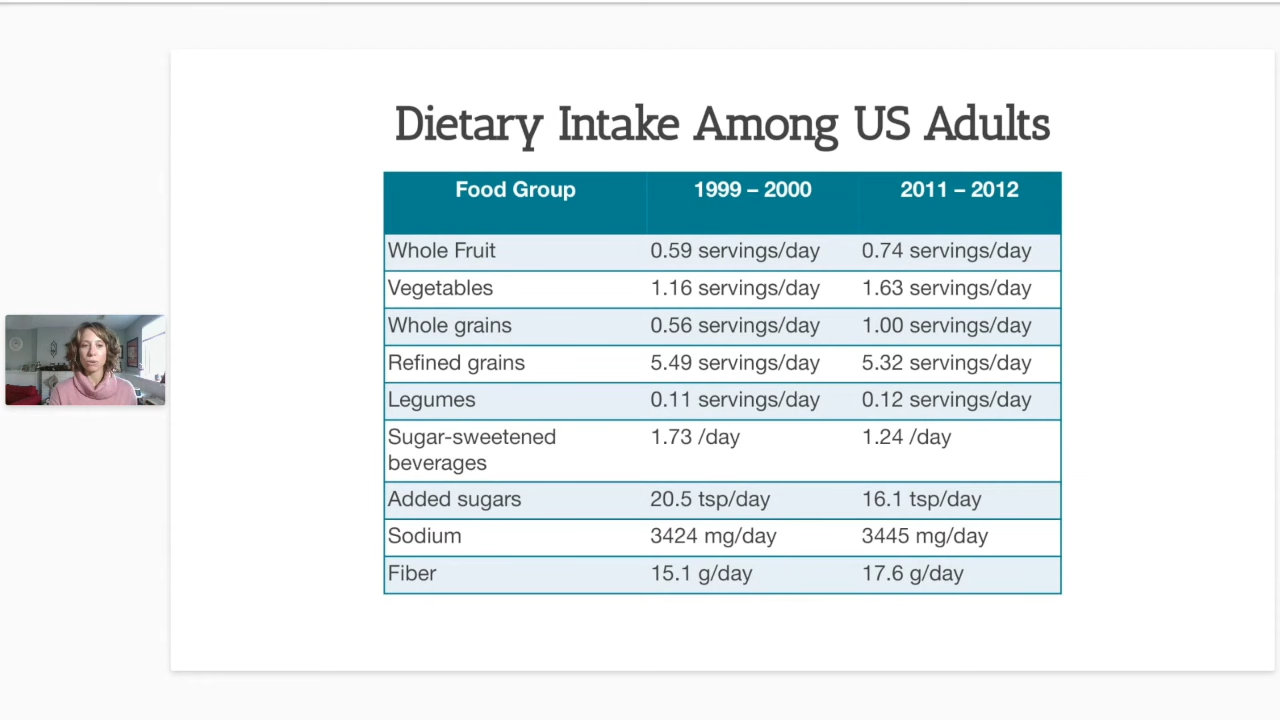 Dietary Intake Among US Adults
Food Group 1999 – 2000 2011 – 2012
Whole Fruit 0.59 servings/day 0.74 servings/day
Vegetables 1.16 servings/day 1.63 servings/day
Whole grains 0.56 servings/day 1.00 servings/day
Refined grains 5.49 servings/day 5.32 servings/day
Legumes 0.11 servings/day 0.12 servings/day
Sugar-sweetened 1.73 /day 1.24 /day
beverages
Added sugars 20.5 tsp/day 16.1 tsp/day
Sodium 3424 mg/day 3445 mg/day
Fiber 15.1 g/day 17.6 g/day